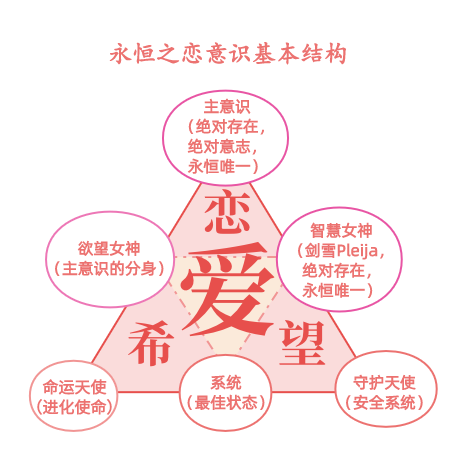 永恒之恋意识基本结构
主意识
（绝对存在，
绝对意志，
永恒唯一）
恋
欲望女神
（主意识的分身）
智慧女神
（剑雪Pleija，
绝对存在，
永恒唯一）
爱
希
望
命运天使
（进化使命）
系统
（最佳状态）
守护天使
（安全系统）